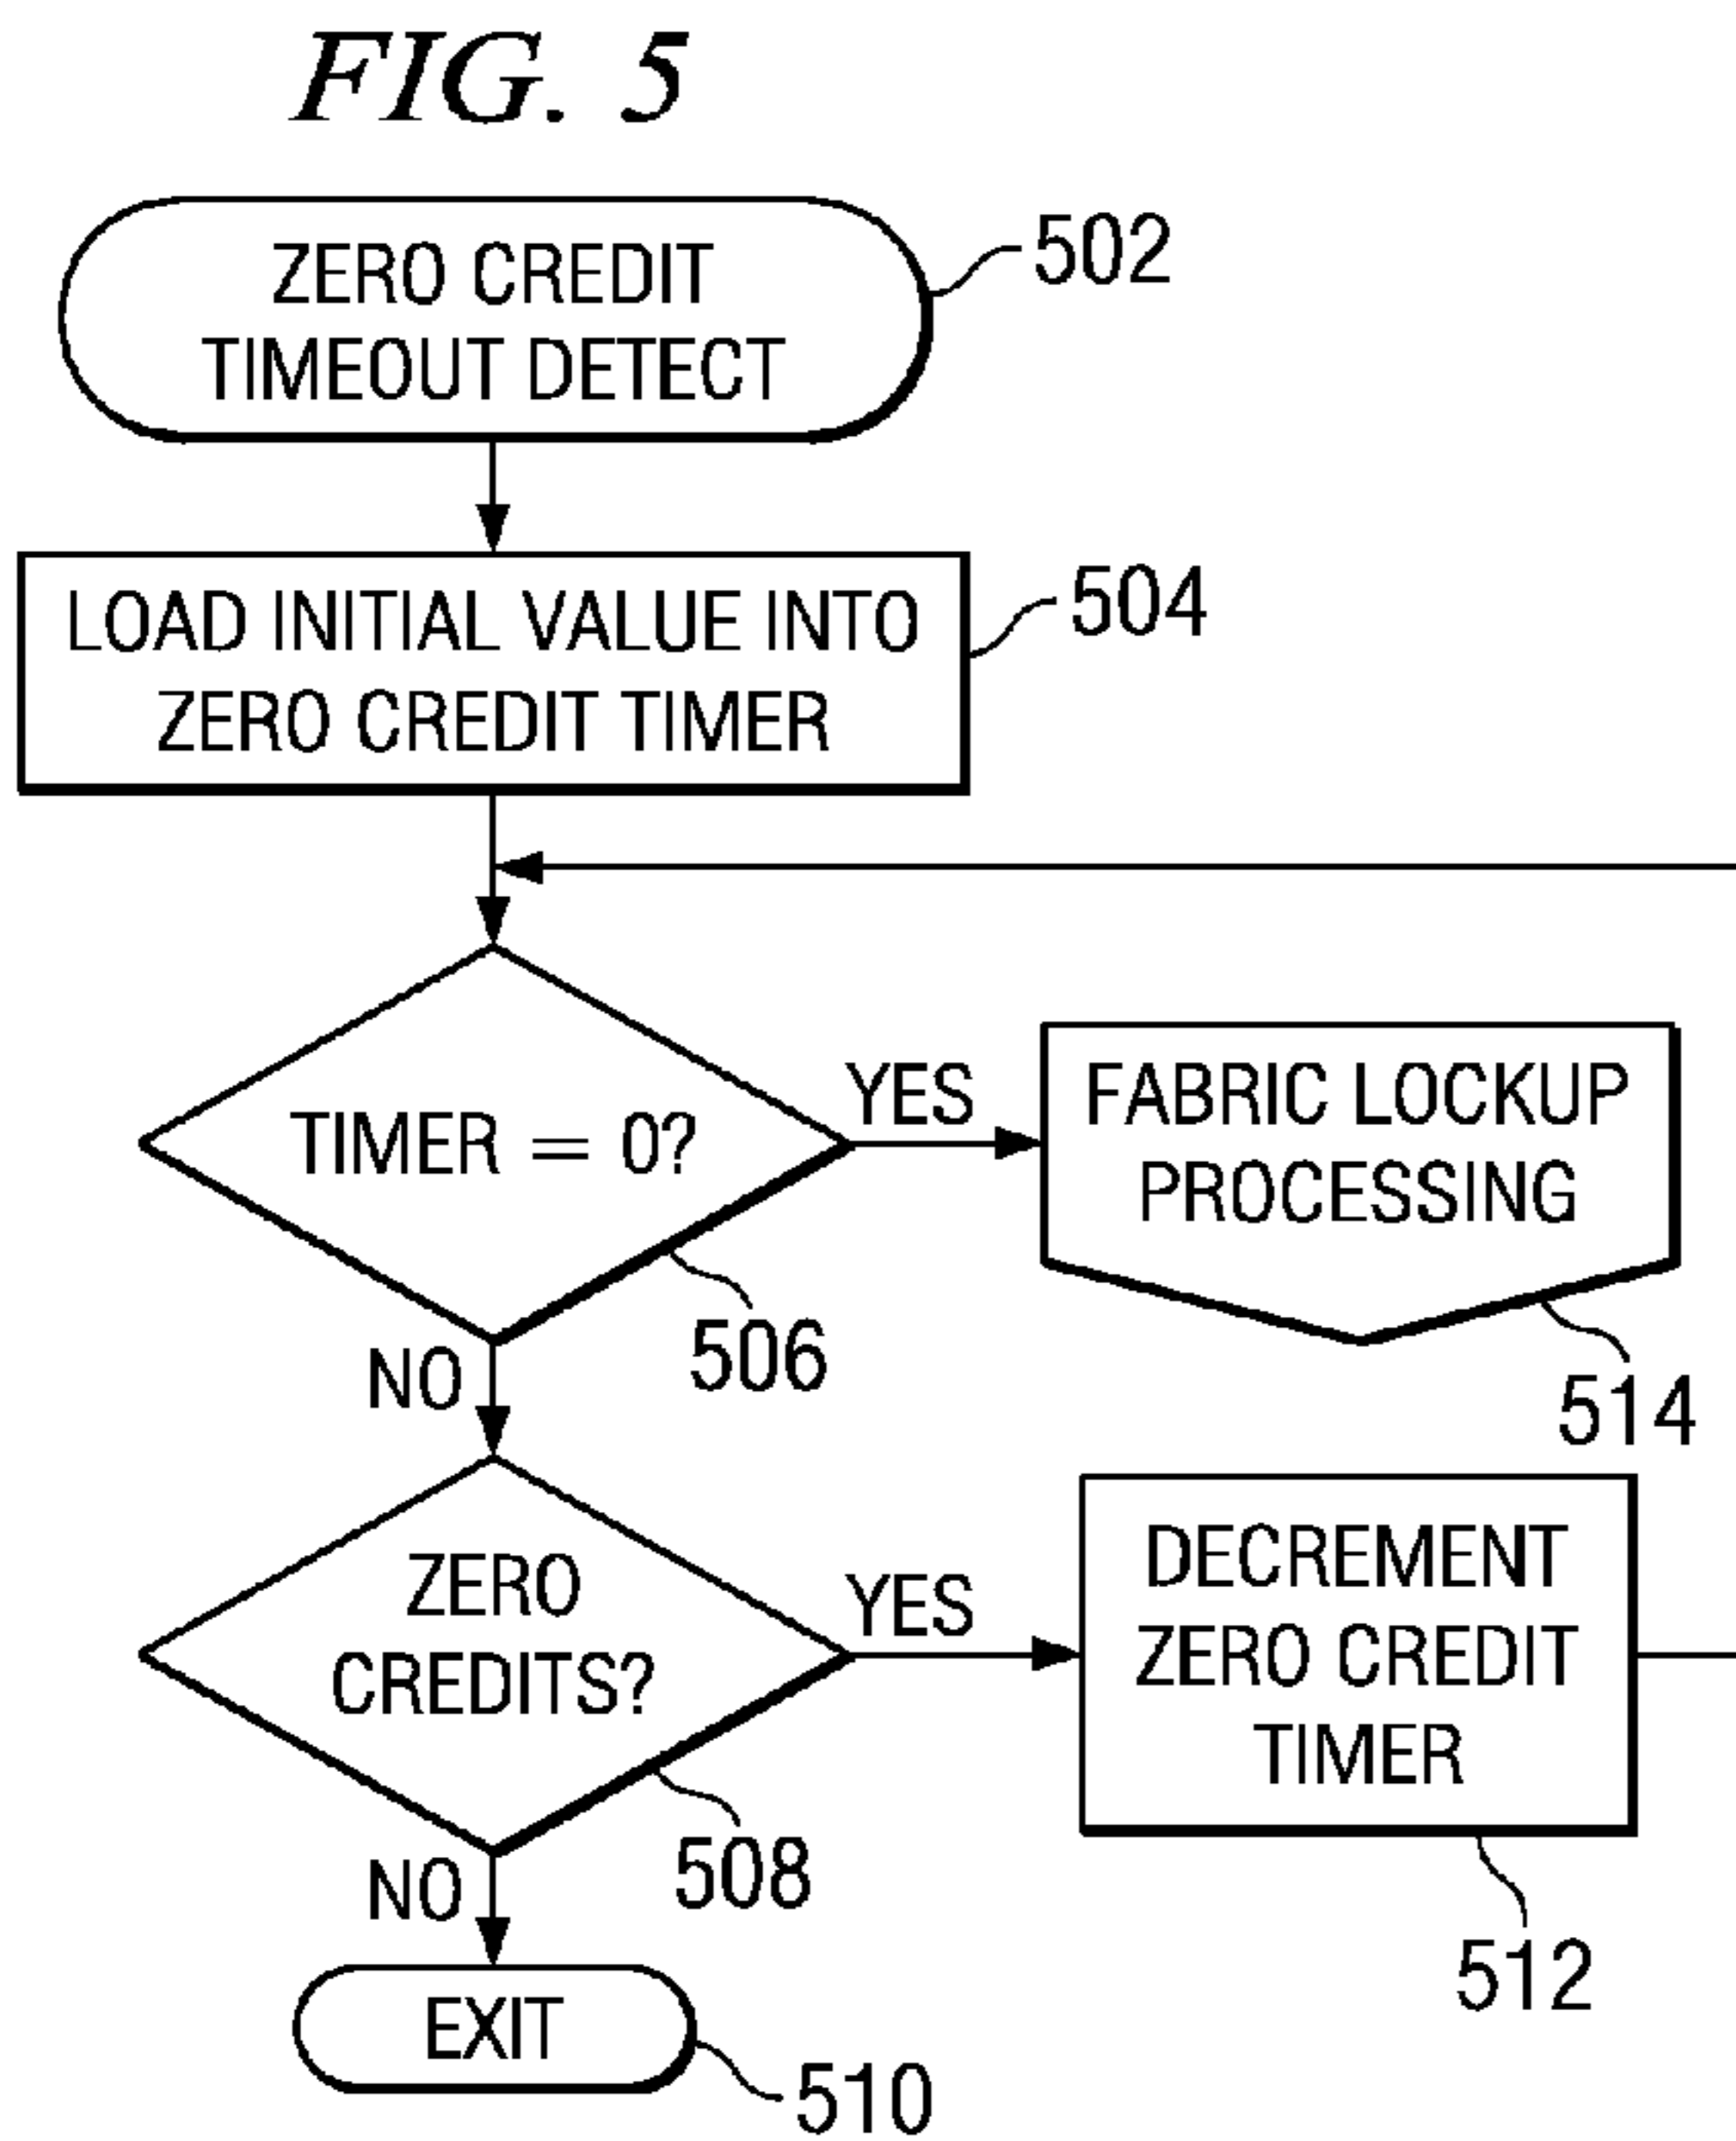 FIG. 5
ZERO CREDIT
TIMEOUT DETECT
502
LOAD INITIAL VALUE INTO
ZERO CREDIT TIMER
504
TIMER = 0?
506
YES
FABRIC LOCKUP
PROCESSING
514
NO
ZERO
CREDITS?
508
YES
DECREMENT
ZERO CREDIT
TIMER
512
NO
EXIT
510